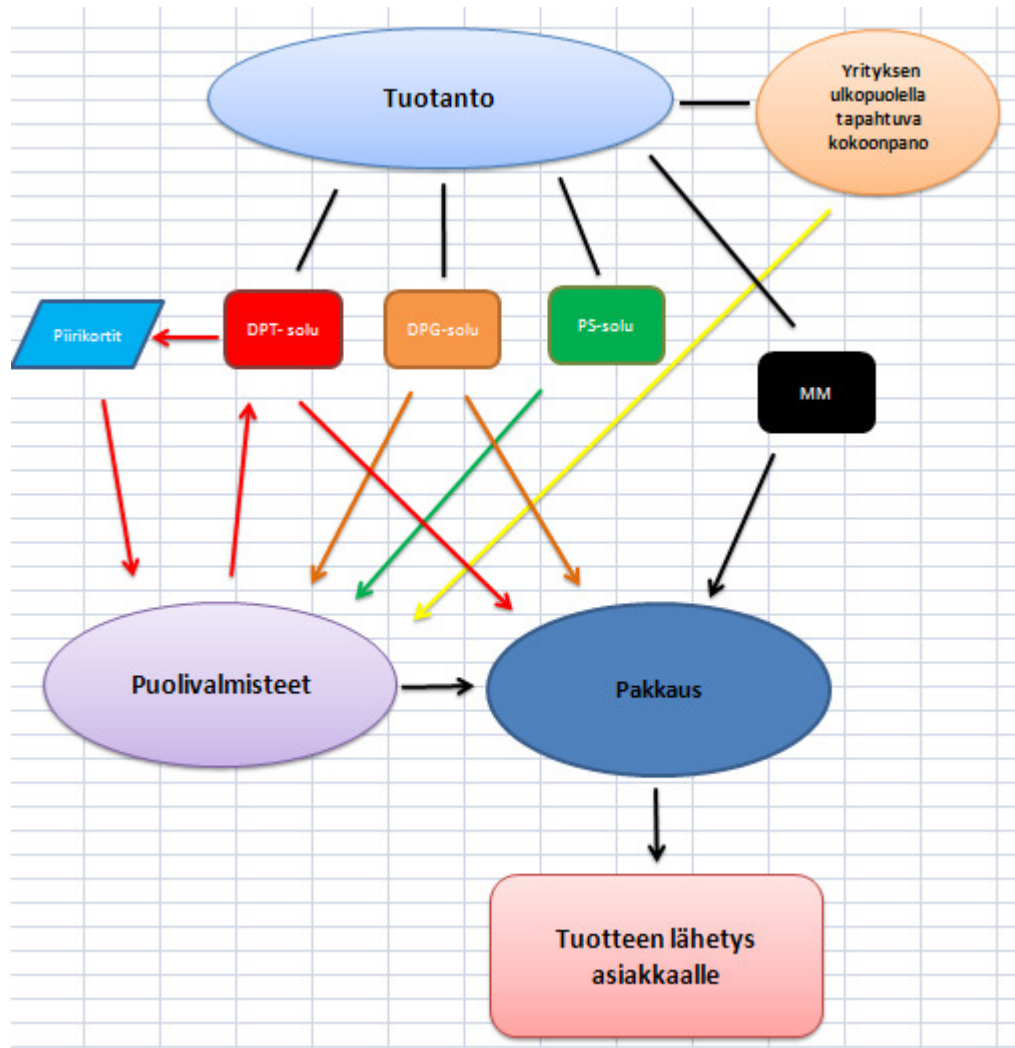 Tuotanto
Yrityksen
ulkopuolella
tapahtuva
kokoonpano
Piirikortit
DPT- solu
DPG-solu
PS-solu
MM
Puolivalmisteet
Pakkaus
Tuotteen lähetys
asiakkaalle